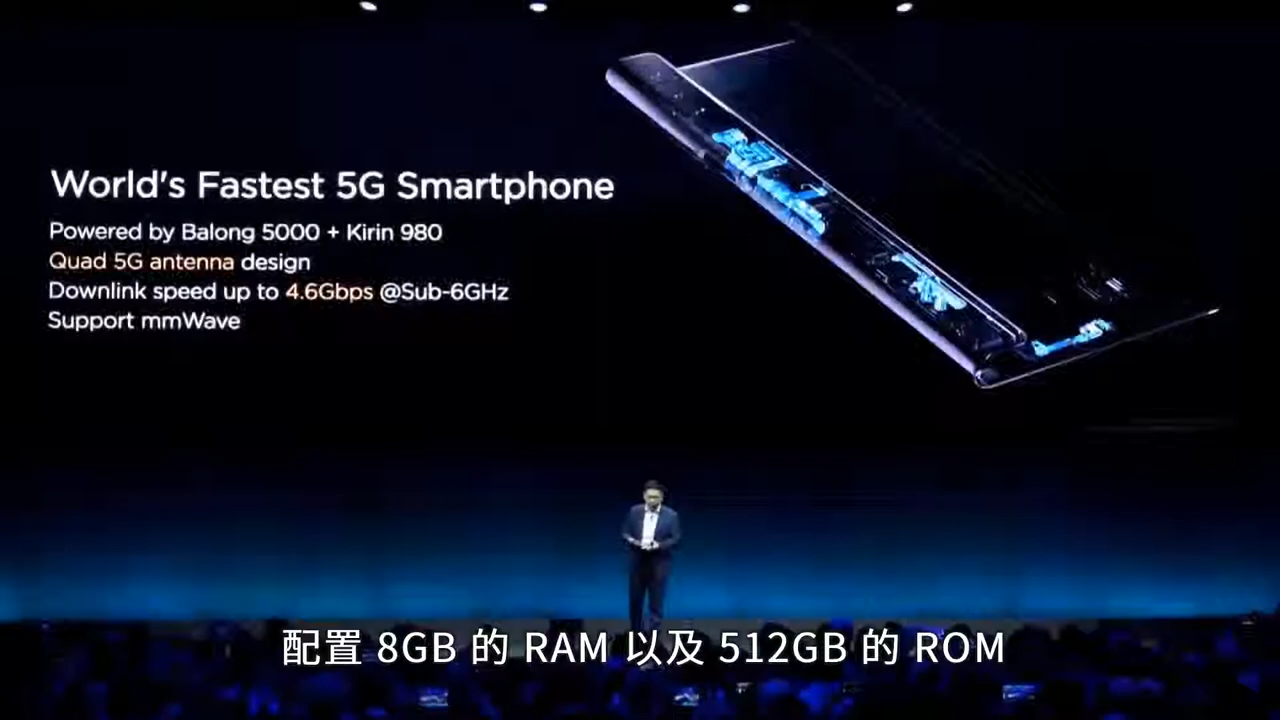 World's Fastest 5G Smartphone
Powered by Balong 5000 + Kirin 980
Quad 5G antenna design
Downlink speed up to 4.6Gbps @Sub-6GHz
Support mmWave
配置 8GB 的 RAM 以及 512GB 的 ROM